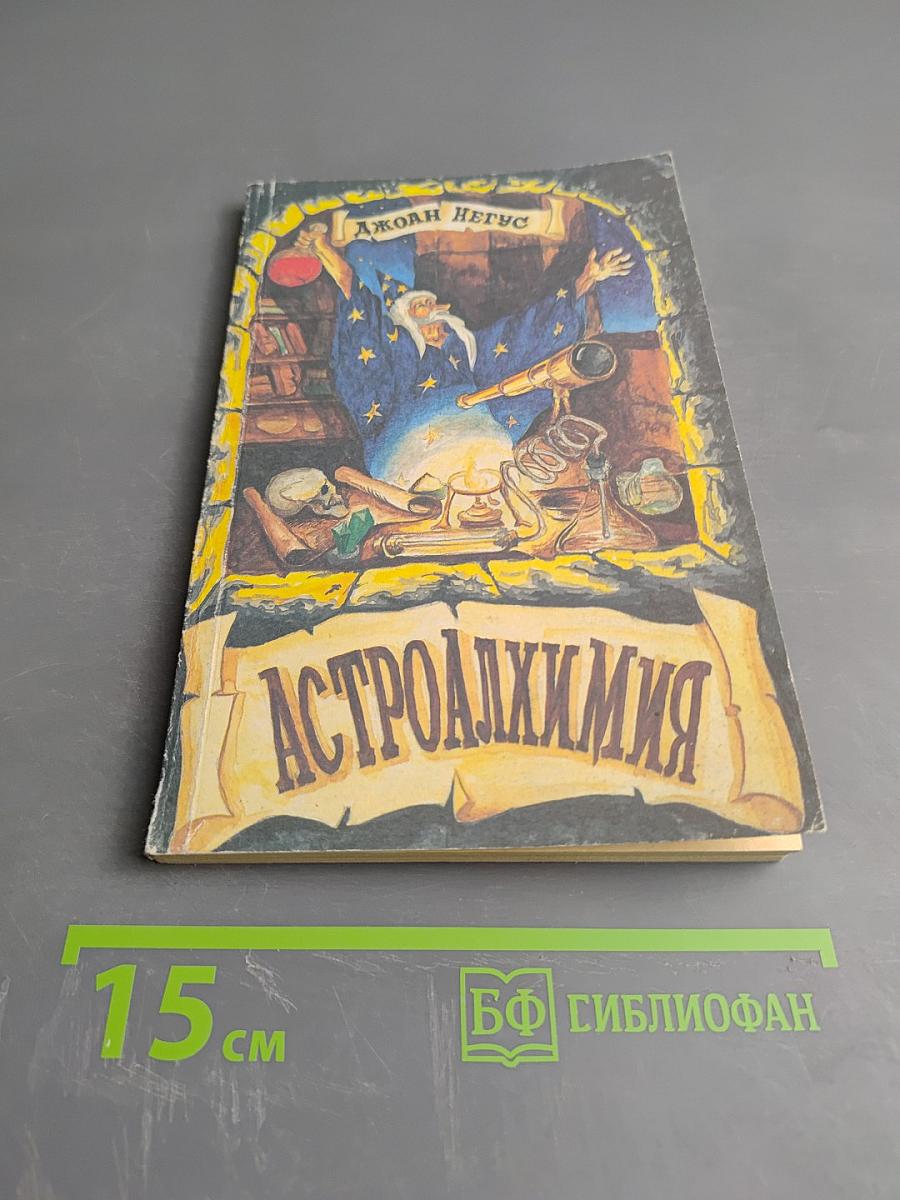 ДЖОАН НЕГУС
АСТРОАЛХИМИЯ
15 см
БФ БИБЛИОФАН